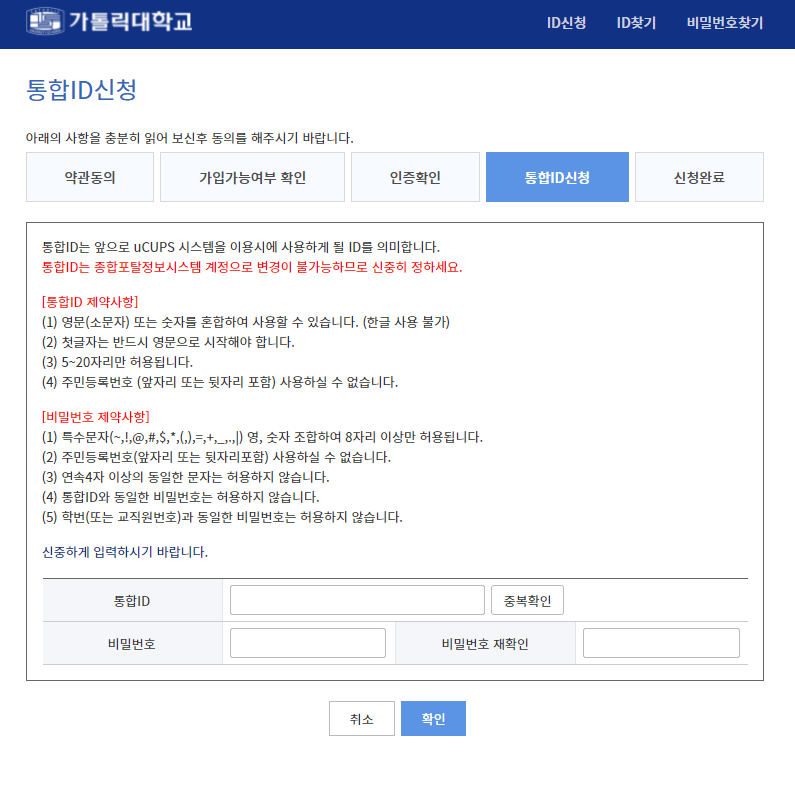 가톨릭대학교
ID신청 ID찾기 비밀번호찾기
통합ID신청
아래의 사항을 충분히 읽어 보신후 동의를 해주시기 바랍니다.
약관동의 가입가능여부 확인 인증확인 통합ID신청 신청완료
통합ID는 앞으로 uCUPS 시스템을 이용시에 사용하게 될 ID를 의미합니다.
통합ID는 종합포탈정보시스템 계정으로 변경이 불가능하므로 신중히 정하세요.
[통합ID 제약사항]
(1) 영문(소문자) 또는 숫자를 혼합하여 사용할 수 있습니다. (한글 사용 불가)
(2) 첫글자는 반드시 영문으로 시작해야 합니다.
(3) 5~20자리만 허용됩니다.
(4) 주민등록번호 (앞자리 또는 뒷자리 포함) 사용하실 수 없습니다.
[비밀번호 제약사항]
(1) 특수문자(~,!,@,#,$,*,(,),=,+,_,.,|) 영, 숫자 조합하여 8자리 이상만 허용됩니다.
(2) 주민등록번호(앞자리 또는 뒷자리포함) 사용하실 수 없습니다.
(3) 연속4자 이상의 동일한 문자는 허용하지 않습니다.
(4) 통합ID와 동일한 비밀번호는 허용하지 않습니다.
(5) 학번(또는 교직원번호)과 동일한 비밀번호는 허용하지 않습니다.
신중하게 입력하시기 바랍니다.
통합ID 중복확인
비밀번호 비밀번호 재확인
취소 확인